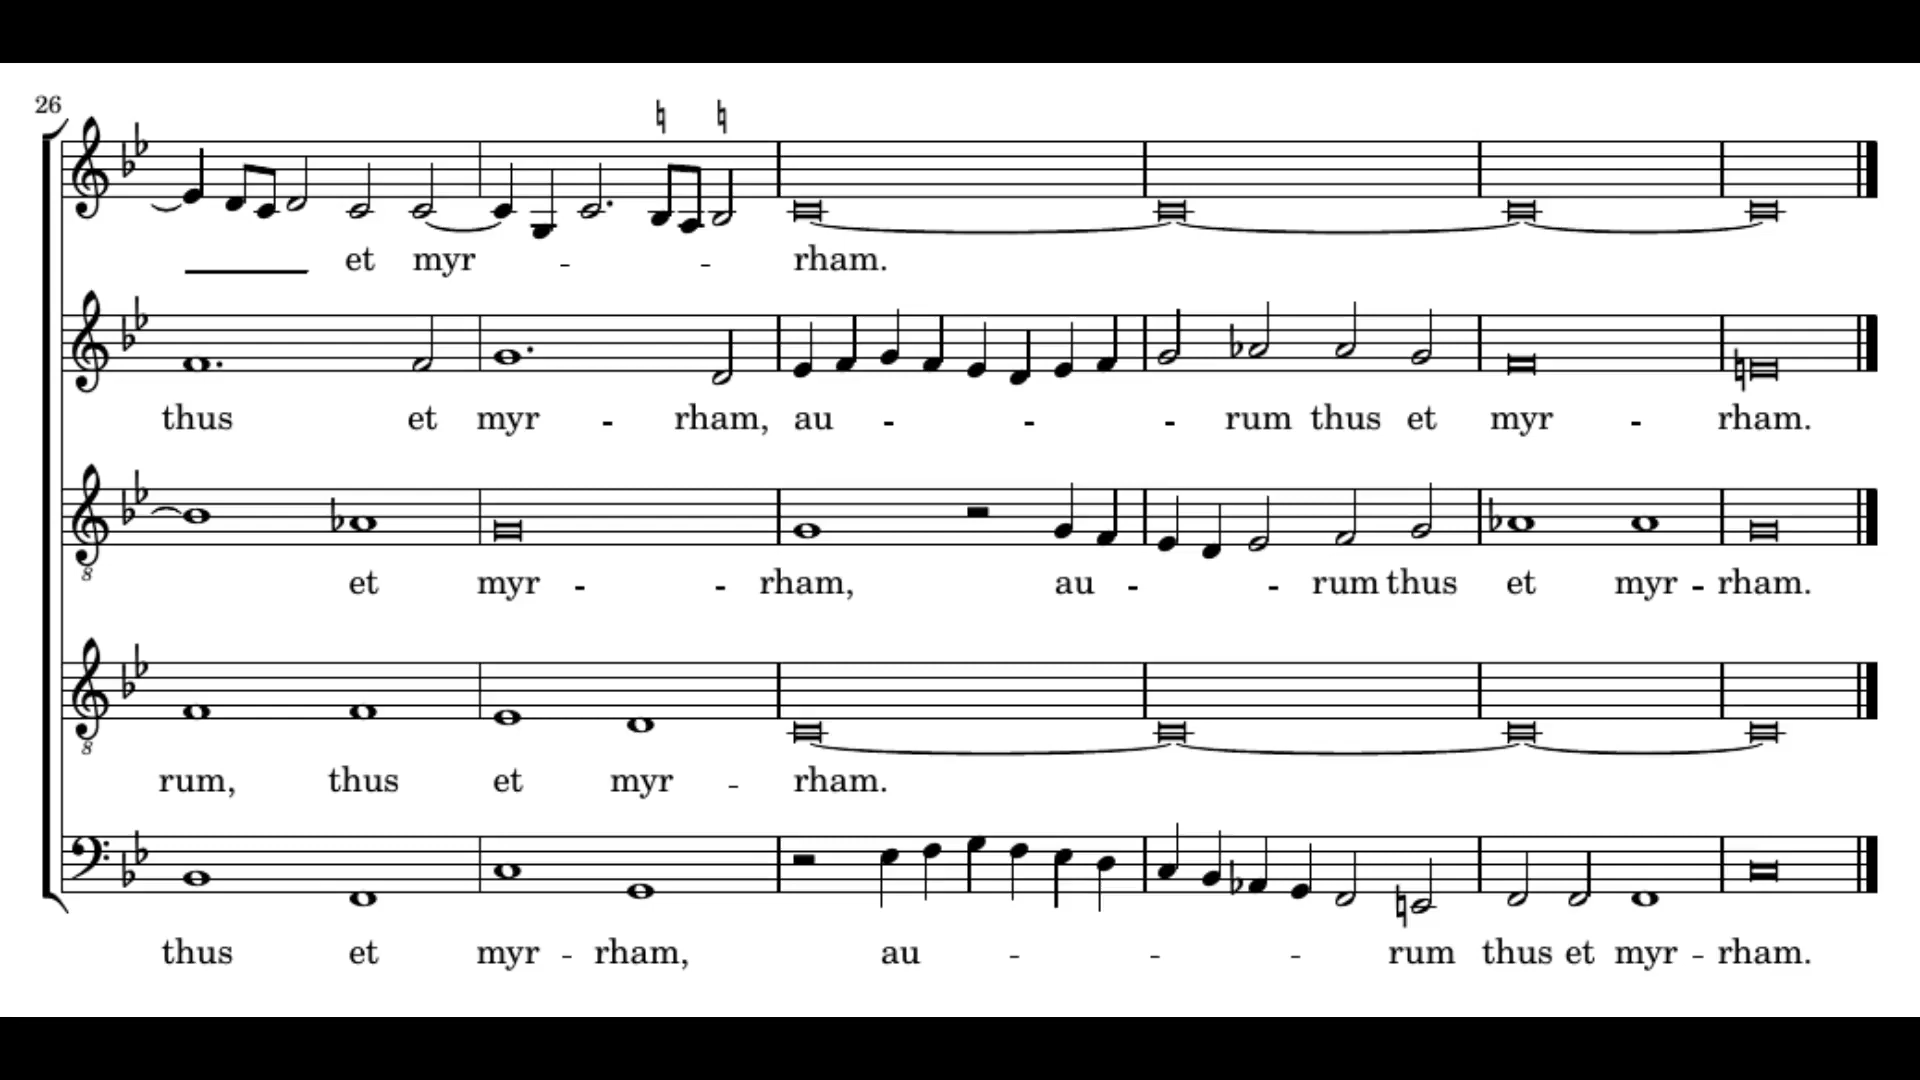 26
et myr - - rham.
thus et myr - rham, au - - - rum thus et myr - rham.
8
et myr - - rham, au - - rum thus et myr - rham.
8
rum, thus et myr - rham.
thus et myr - rham, au - - - rum thus et myr - rham.